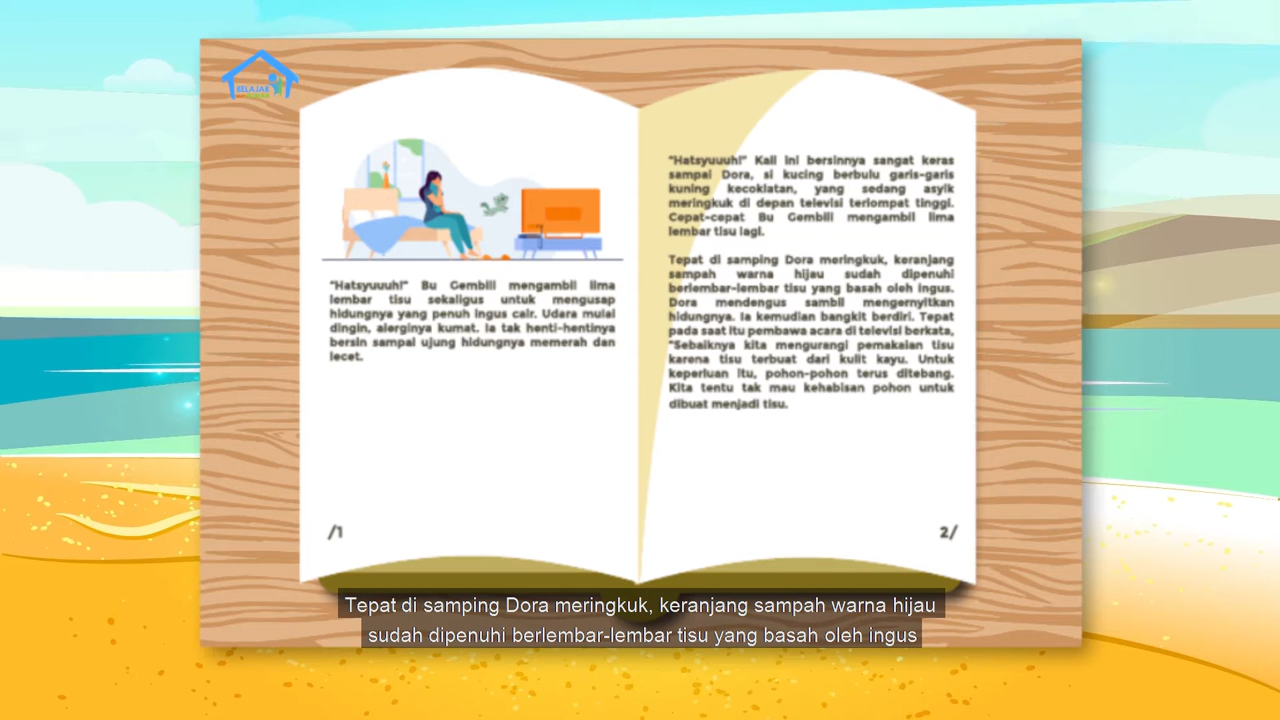 BELAJAR
"Hatsyuuuh!" Bu Gembili mengambil lima
lembar tisu sekaligus untuk mengusap
hidungnya yang penuh ingus cair. Udara mulai
dingin, alerginya kumat. Ia tak henti-hentinya
bersin sampai ujung hidungnya memerah dan
lecet.
/1
"Hatsyuuuh!" Kali ini bersinnya sangat keras
sampai Dora, si kucing berbulu garis-garis
kuning kecoklatan, yang sedang asyik
meringkuk di depan televisi terlompat tinggi.
Cepat-cepat Bu Gembili mengambil lima
lembar tisu lagi.
Tepat di samping Dora meringkuk, keranjang
sampah warna hijau sudah dipenuhi
berlembar-lembar tisu yang basah oleh ingus.
Dora mendengus sambil mengernyitkan
hidungnya. Ia kemudian bangkit berdiri. Tepat
pada saat itu pembawa acara di televisi berkata,
"Sebaiknya kita mengurangi pemakaian tisu
karena tisu terbuat dari kulit kayu. Untuk
keperluan itu, pohon-pohon terus ditebang.
Kita tentu tak mau kehabisan pohon untuk
dibuat menjadi tisu.
2/
Tepat di samping Dora meringkuk, keranjang sampah warna hijau
sudah dipenuhi berlembar-lembar tisu yang basah oleh ingus